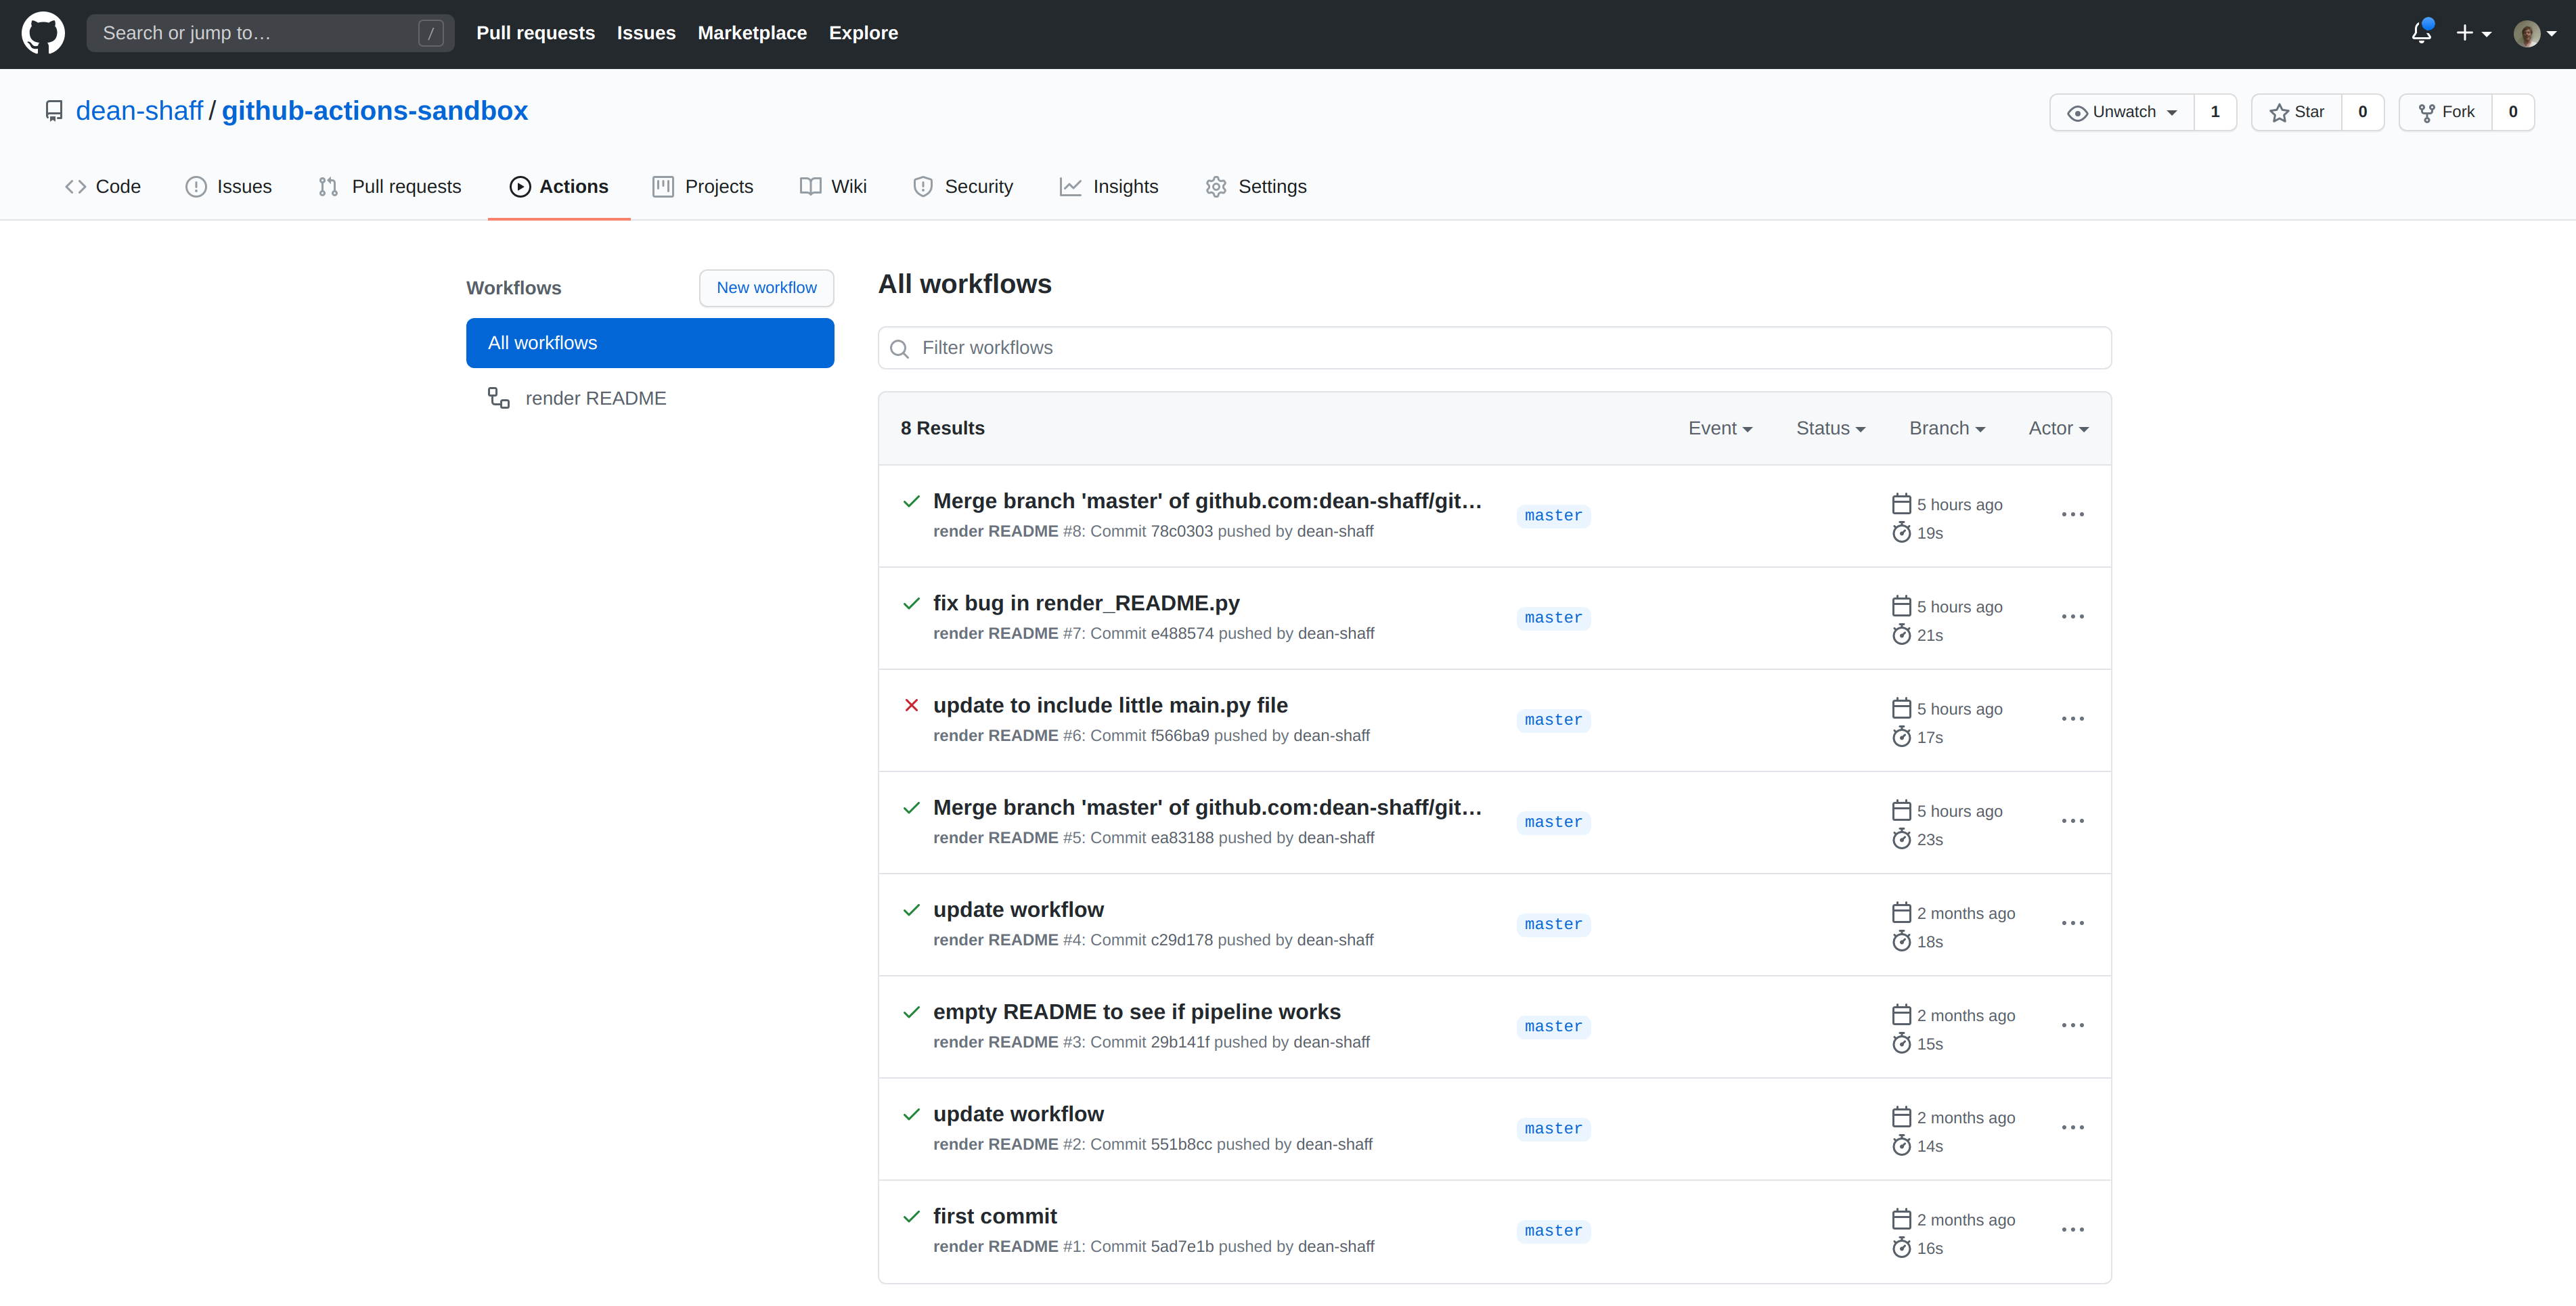 Search or jump to… /
Pull requests Issues Marketplace Explore
dean-shaff / github-actions-sandbox
Unwatch 1 Star 0 Fork 0
Code Issues Pull requests Actions Projects Wiki Security Insights Settings
Workflows New workflow
All workflows
render README
All workflows
Filter workflows
8 Results Event Status Branch Actor
Merge branch 'master' of github.com:dean-shaff/git…
render README #8: Commit 78c0303 pushed by dean-shaff
master
5 hours ago
19s
fix bug in render_README.py
render README #7: Commit e488574 pushed by dean-shaff
master
5 hours ago
21s
update to include little main.py file
render README #6: Commit f566ba9 pushed by dean-shaff
master
5 hours ago
17s
Merge branch 'master' of github.com:dean-shaff/git…
render README #5: Commit ea83188 pushed by dean-shaff
master
5 hours ago
23s
update workflow
render README #4: Commit c29d178 pushed by dean-shaff
master
2 months ago
18s
empty README to see if pipeline works
render README #3: Commit 29b141f pushed by dean-shaff
master
2 months ago
15s
update workflow
render README #2: Commit 551b8cc pushed by dean-shaff
master
2 months ago
14s
first commit
render README #1: Commit 5ad7e1b pushed by dean-shaff
master
2 months ago
16s